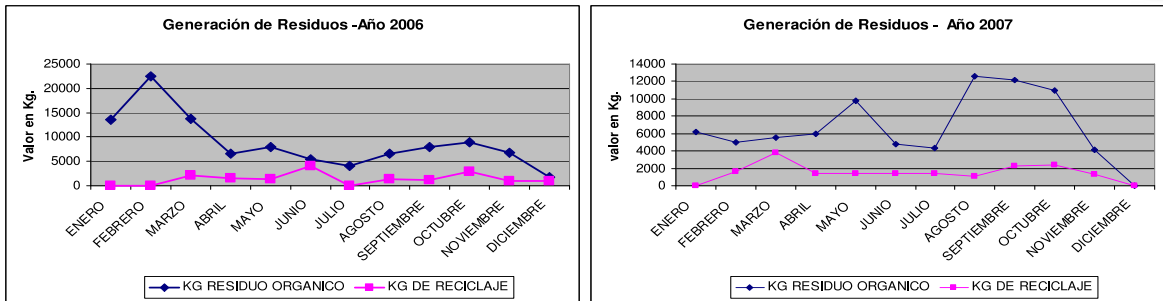 Generación de Residuos -Año 2006
Valor en Kg.
25000
20000
15000
10000
5000
0
ENERO
FEBRERO
MARZO
ABRIL
MAYO
JUNIO
JULIO
AGOSTO
SEPTIEMBRE
OCTUBRE
NOVIEMBRE
DICIEMBRE
KG RESIDUO ORGANICO
KG DE RECICLAJE
Generación de Residuos - Año 2007
valor en Kg.
14000
12000
10000
8000
6000
4000
2000
0
ENERO
FEBRERO
MARZO
ABRIL
MAYO
JUNIO
JULIO
AGOSTO
SEPTIEMBRE
OCTUBRE
NOVIEMBRE
DICIEMBRE
KG RESIDUO ORGANICO
KG DE RECICLAJE